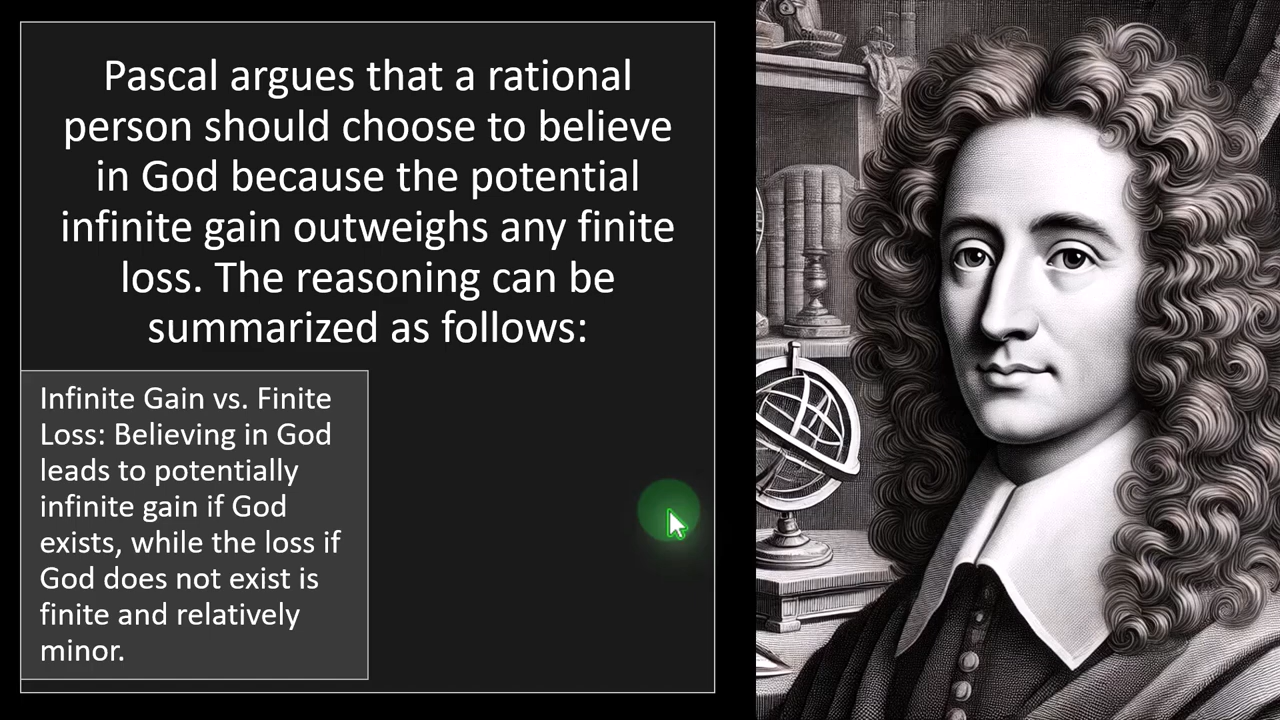 Pascal argues that a rational
person should choose to believe
in God because the potential
infinite gain outweighs any finite
loss. The reasoning can be
summarized as follows:
Infinite Gain vs. Finite
Loss: Believing in God
leads to potentially
infinite gain if God
exists, while the loss if
God does not exist is
finite and relatively
minor.